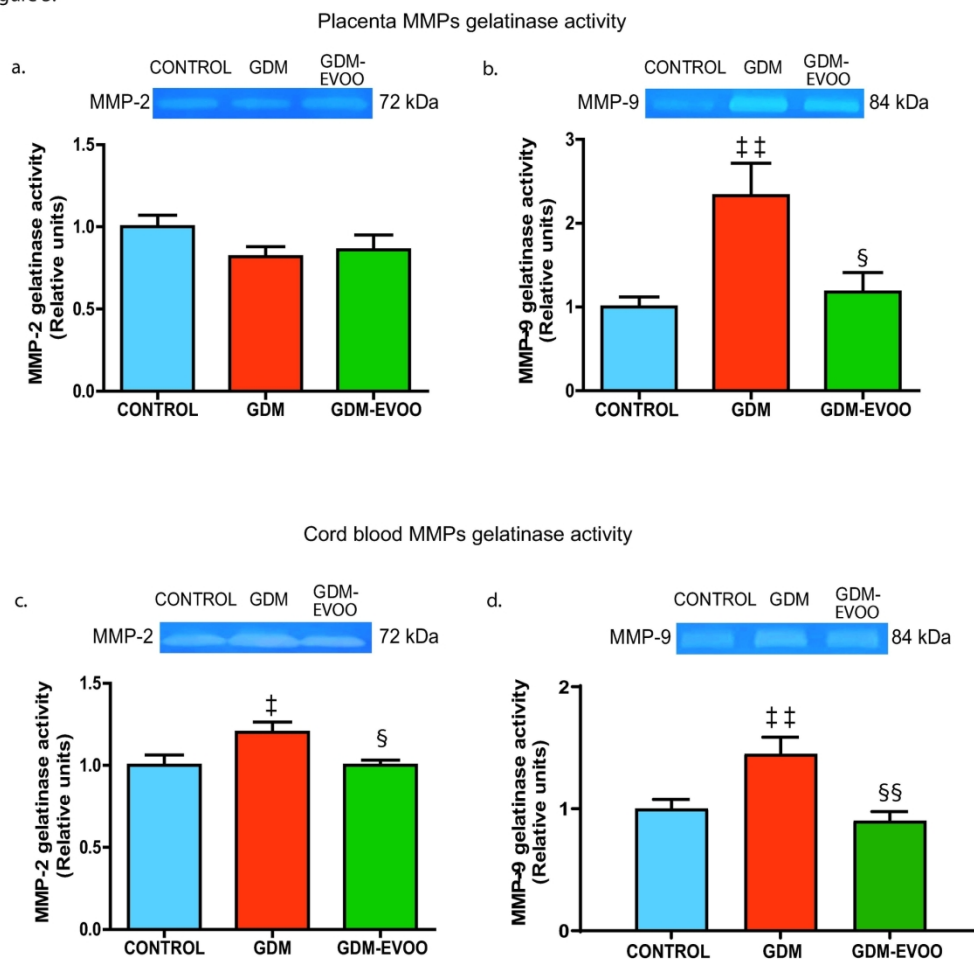 Placenta MMPs gelatinase activity
a.
CONTROL GDM GDM-
EVOO
MMP-2 72 kDa
1.5
1.0
0.5
0.0
MMP-2 gelatinase activity
(Relative units)
CONTROL GDM GDM-EVOO
b.
CONTROL GDM GDM-
EVOO
MMP-9 84 kDa
3
2
1
0
MMP-9 gelatinase activity
(Relative units)
‡‡
§
CONTROL GDM GDM-EVOO
Cord blood MMPs gelatinase activity
c.
CONTROL GDM GDM-
EVOO
MMP-2 72 kDa
1.5
1.0
0.5
0.0
MMP-2 gelatinase activity
(Relative units)
‡
§
CONTROL GDM GDM-EVOO
d.
CONTROL GDM GDM-
EVOO
MMP-9 84 kDa
2
1
0
MMP-9 gelatinase activity
(Relative units)
‡‡
§§
CONTROL GDM GDM-EVOO